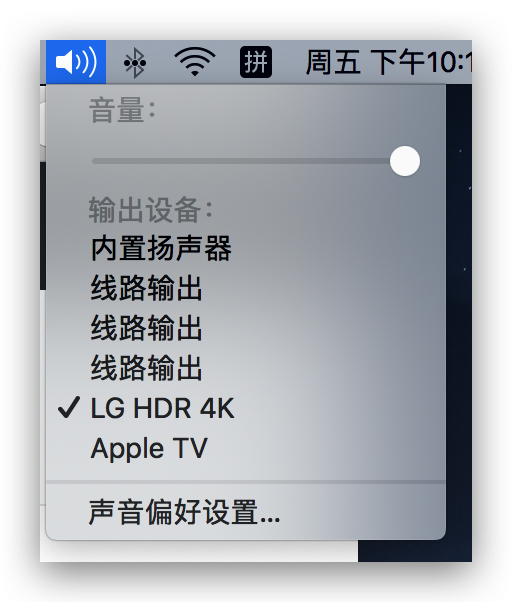 拼 周五 下午10:1
音量：
输出设备：
内置扬声器
线路输出
线路输出
线路输出
✓ LG HDR 4K
Apple TV
声音偏好设置...